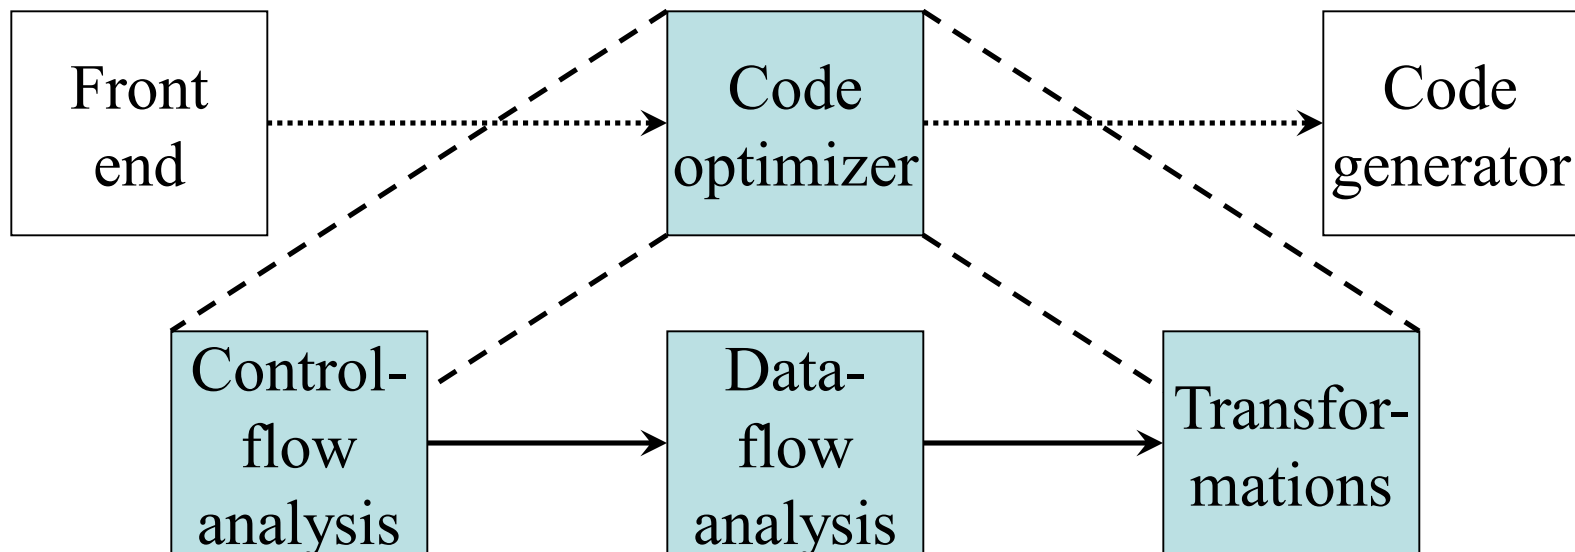 Front
end
Code
optimizer
Code
generator
Control-
flow
analysis
Data-
flow
analysis
Transfor-
mations